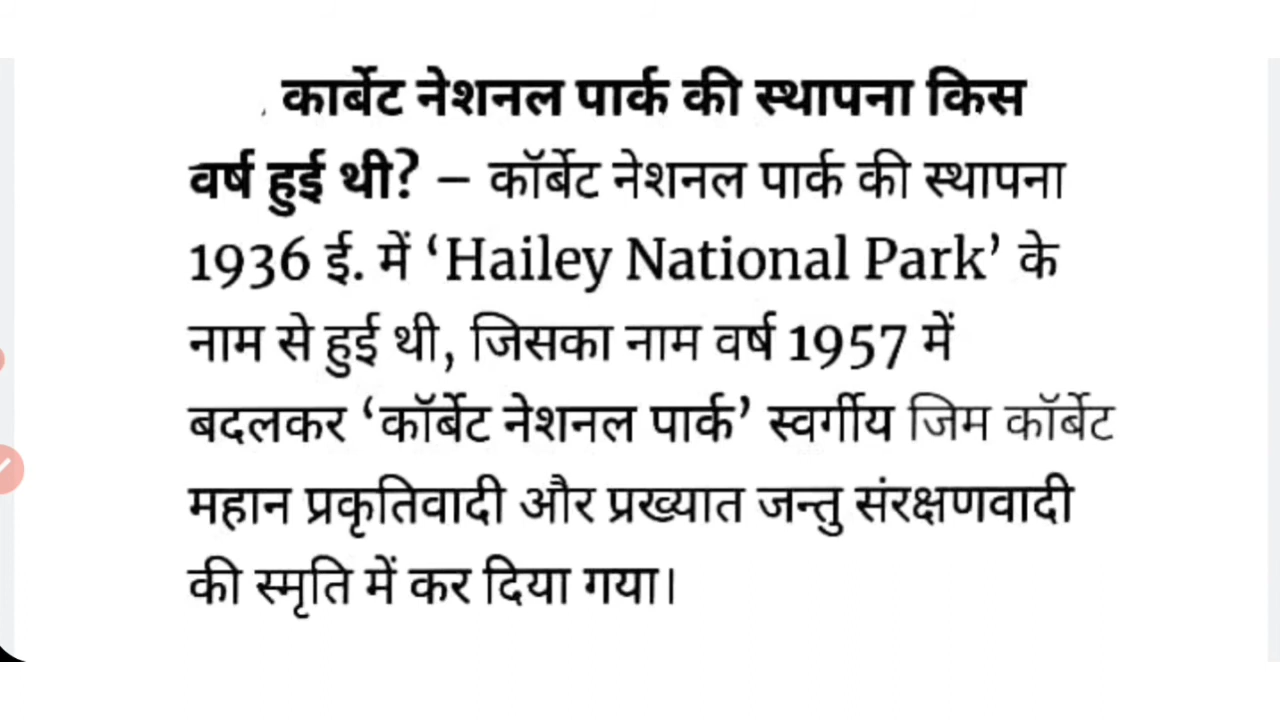 कार्बेट नेशनल पार्क की स्थापना किस
वर्ष हुई थी? – कॉर्बेट नेशनल पार्क की स्थापना
1936 ई. में ‘Hailey National Park’ के
नाम से हुई थी, जिसका नाम वर्ष 1957 में
बदलकर ‘कॉर्बेट नेशनल पार्क’ स्वर्गीय जिम कॉर्बेट
महान प्रकृतिवादी और प्रख्यात जन्तु संरक्षणवादी
की स्मृति में कर दिया गया।